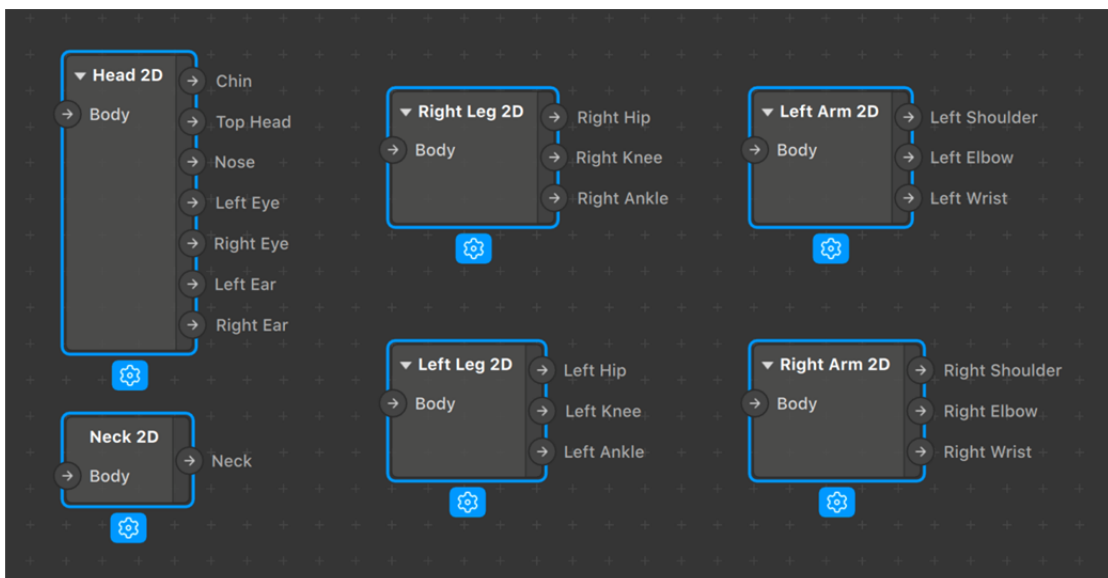 Head 2D
Body
Chin
Top Head
Nose
Left Eye
Right Eye
Left Ear
Right Ear
Neck 2D
Body
Neck
Right Leg 2D
Body
Right Hip
Right Knee
Right Ankle
Left Leg 2D
Body
Left Hip
Left Knee
Left Ankle
Left Arm 2D
Body
Left Shoulder
Left Elbow
Left Wrist
Right Arm 2D
Body
Right Shoulder
Right Elbow
Right Wrist